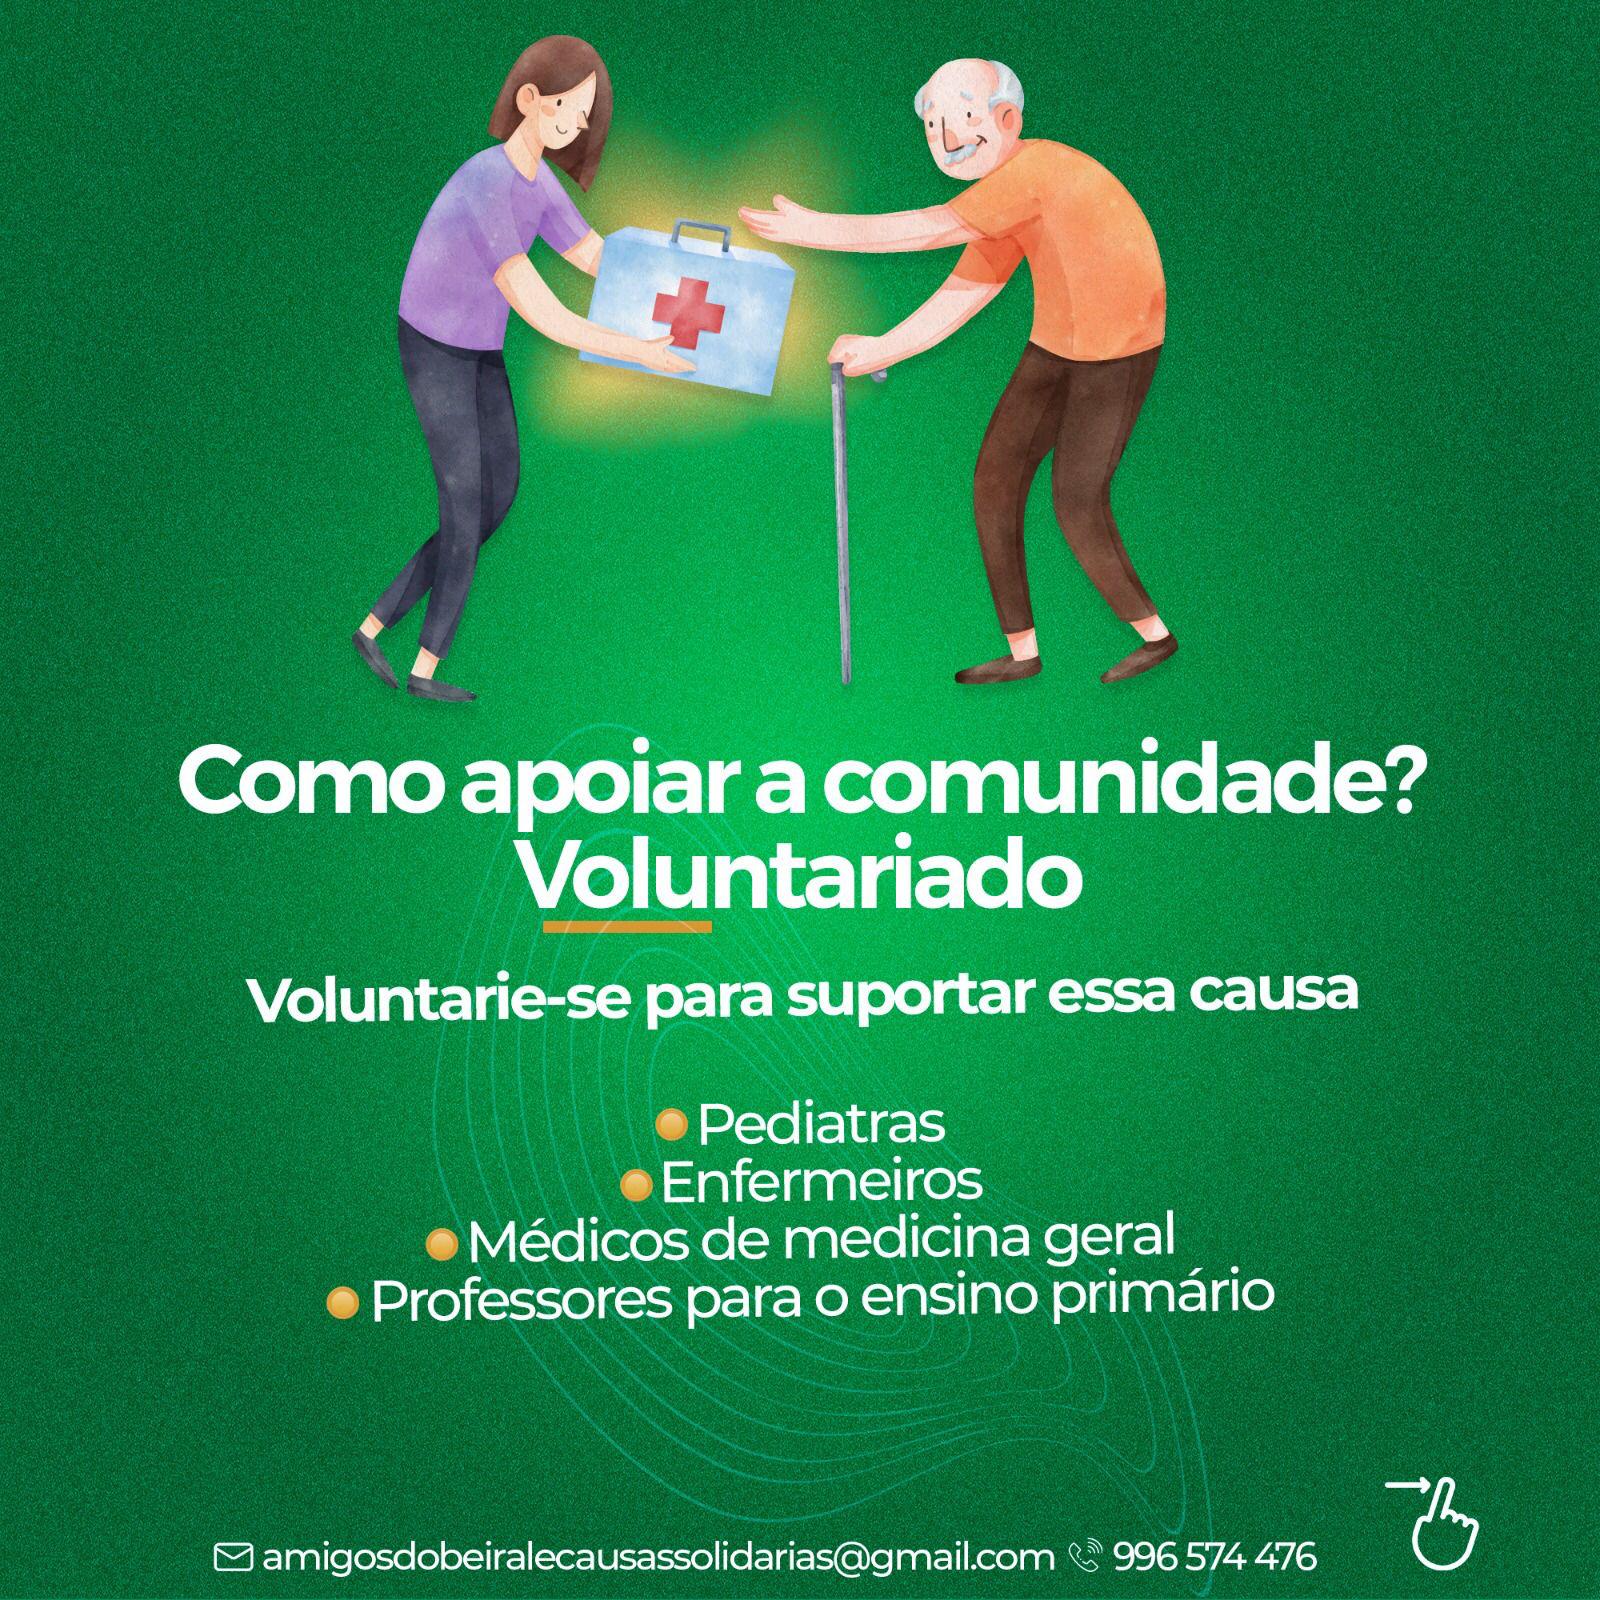 Como apoiar a comunidade?
Voluntariado
Voluntarie-se para suportar essa causa
Pediatras
Enfermeiros
Médicos de medicina geral
Professores para o ensino primário
amigosdobeiralecausassolidarias@gmail.com 996 574 476